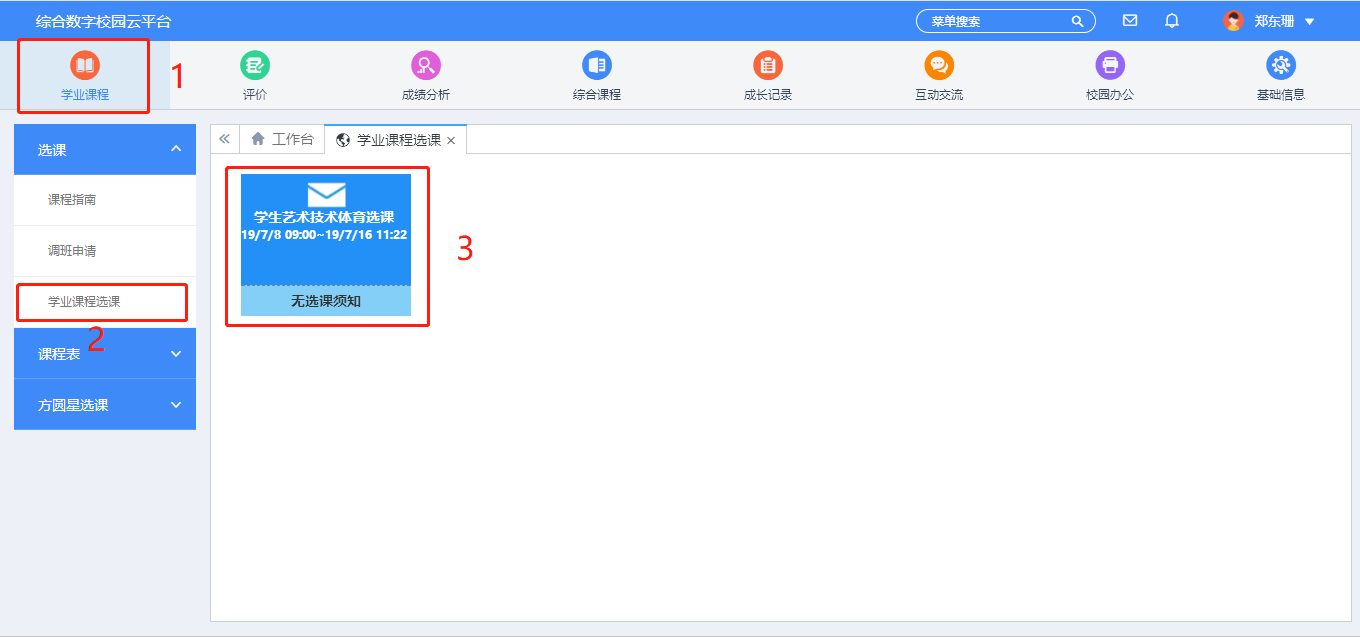 综合数字校园云平台
菜单搜索
郑东珊
学业课程
1
评价
成绩分析
综合课程
成长记录
互动交流
校园办公
基础信息
选课
课程指南
调班申请
学业课程选课
2
课程表
方圆星选课
工作台
学业课程选课
学生艺术技术体育选课
19/7/8 09:00~19/7/16 11:22
无选课须知
3